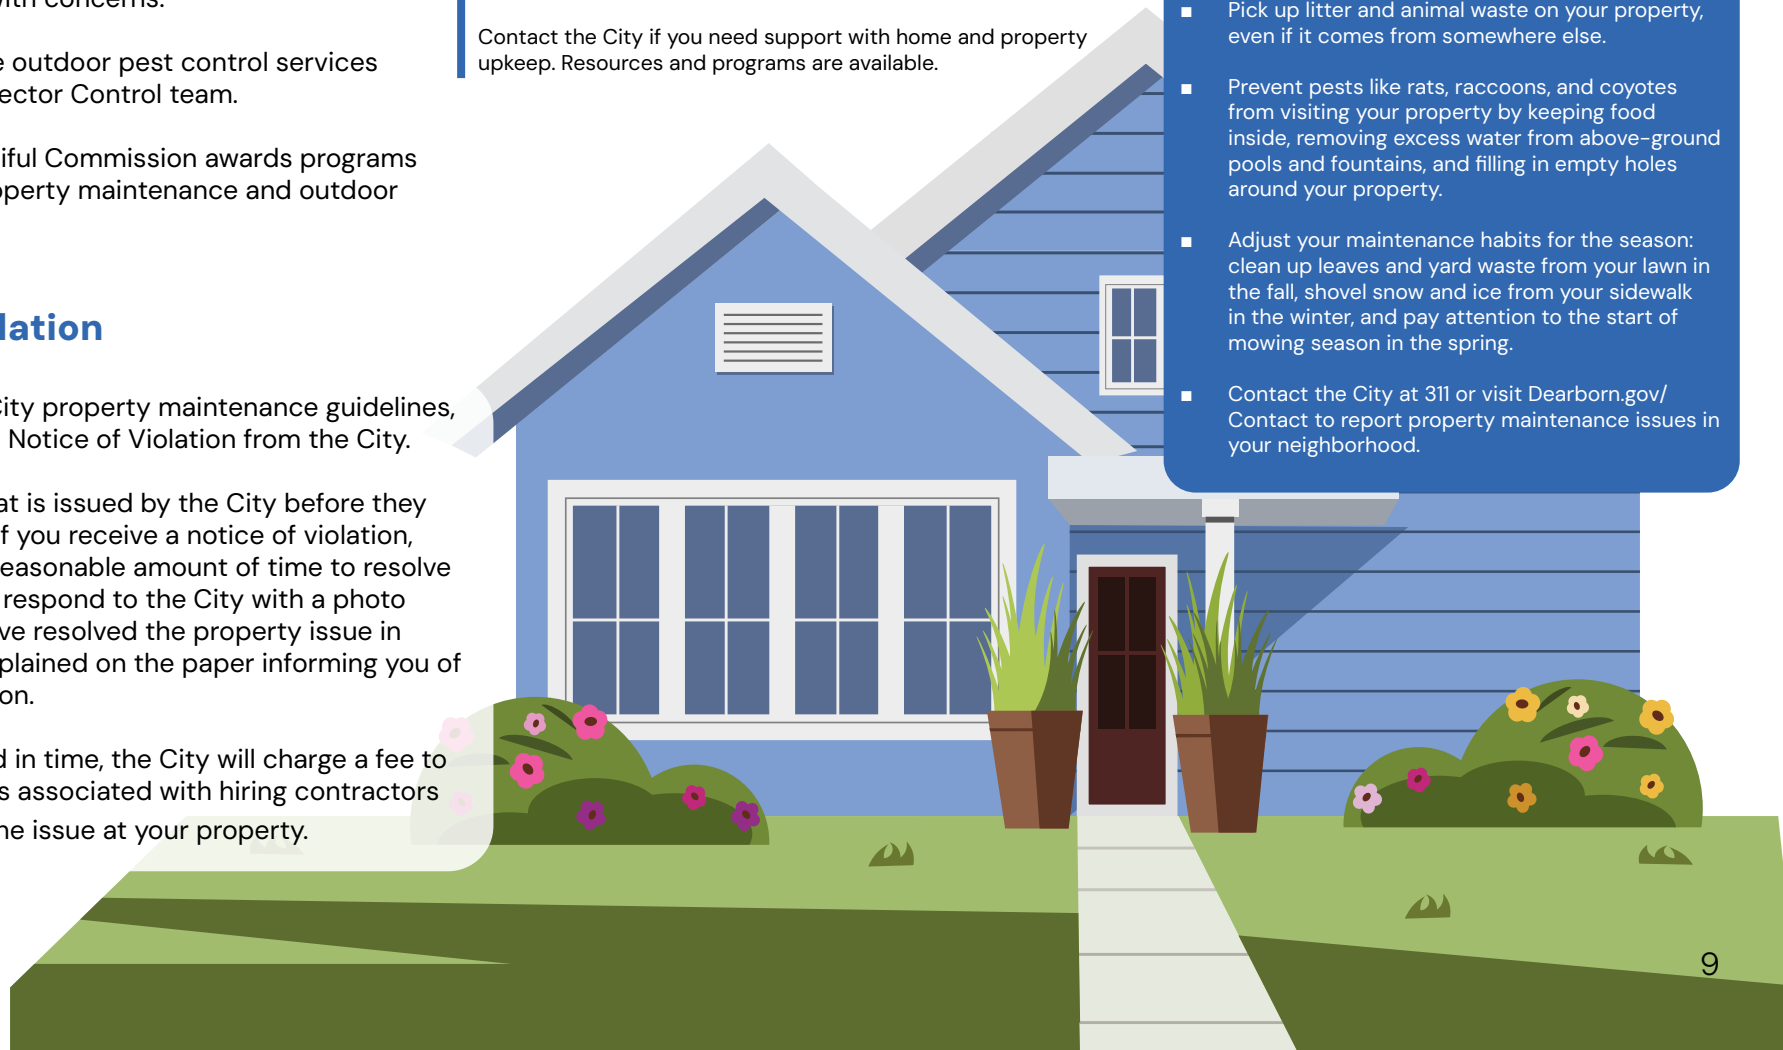 with concerns.
outdoor pest control services
ector Control team.
iful Commission awards programs
operty maintenance and outdoor
lation
City property maintenance guidelines,
Notice of Violation from the City.
at is issued by the City before they
f you receive a notice of violation,
easonable amount of time to resolve
respond to the City with a photo
ve resolved the property issue in
plained on the paper informing you of
on.
d in time, the City will charge a fee to
s associated with hiring contractors
he issue at your property.
Contact the City if you need support with home and property
upkeep. Resources and programs are available.
▪ Pick up litter and animal waste on your property,
even if it comes from somewhere else.
▪ Prevent pests like rats, raccoons, and coyotes
from visiting your property by keeping food
inside, removing excess water from above-ground
pools and fountains, and filling in empty holes
around your property.
▪ Adjust your maintenance habits for the season:
clean up leaves and yard waste from your lawn in
the fall, shovel snow and ice from your sidewalk
in the winter, and pay attention to the start of
mowing season in the spring.
▪ Contact the City at 311 or visit Dearborn.gov/
Contact to report property maintenance issues in
your neighborhood.
9